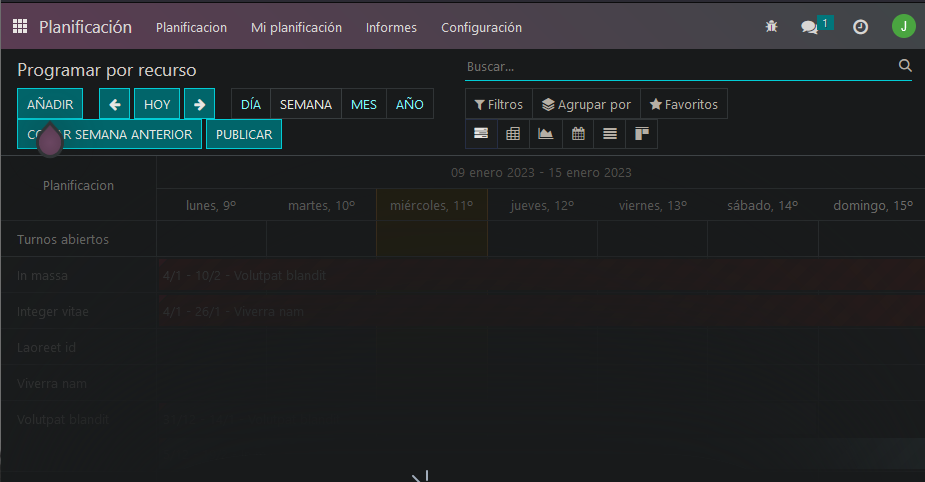 Planificación Planificacion Mi planificación Informes Configuración 1 J
Programar por recurso Buscar...
AÑADIR HOY DÍA SEMANA MES AÑO Filtros Agrupar por Favoritos
SEMANA ANTERIOR PUBLICAR
Planificacion 09 enero 2023 - 15 enero 2023
lunes, 9º martes, 10º miércoles, 11º jueves, 12º viernes, 13º sábado, 14º domingo, 15º
Turnos abiertos
In massa 4/1 - 10/2 - Volutpat blandit
Integer vitae 4/1 - 26/1 - Viverra nam
Laoreet id
Viverra nam
Volutpat blandit